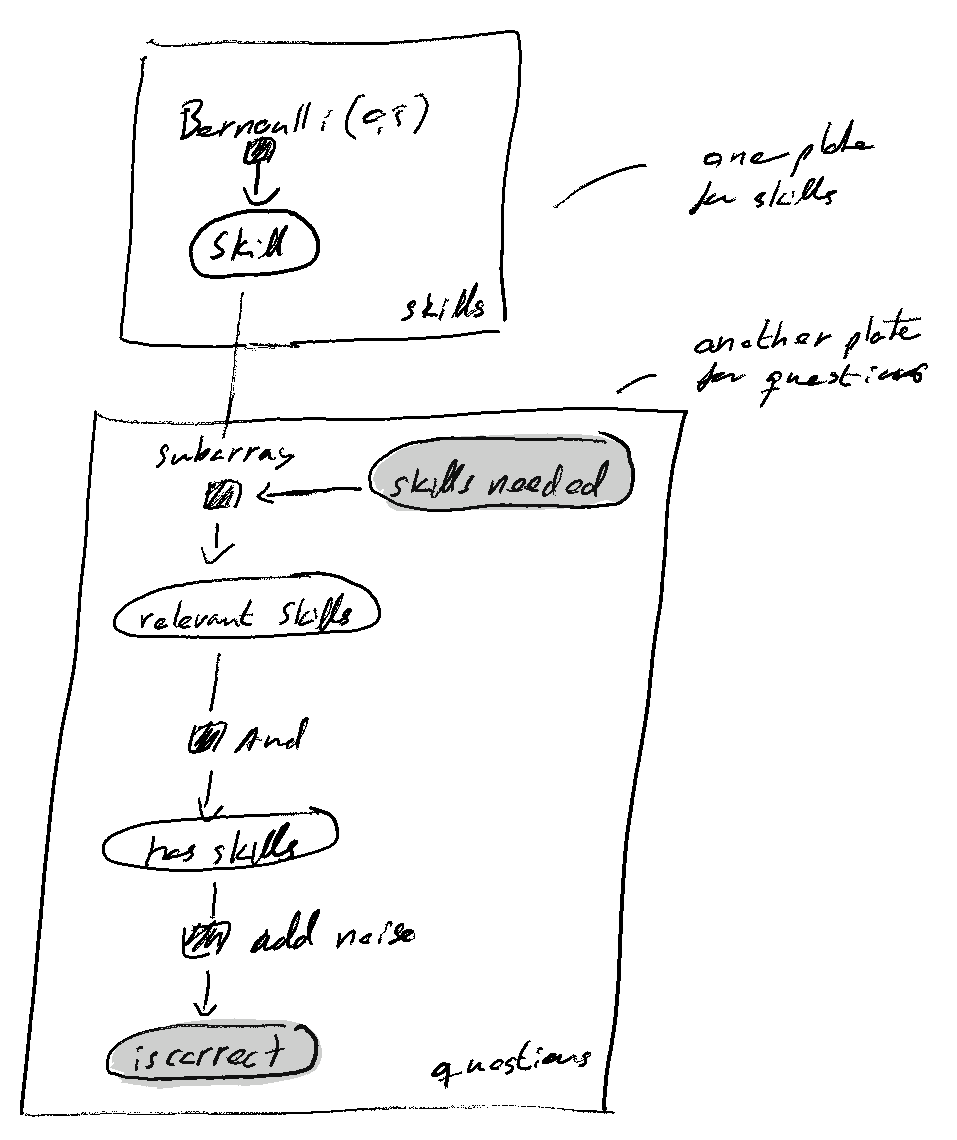 Bernoulli (0,5)
Skill
skills
one plate
for skills
another plate
for questions
subarray
skills needed
relevant skills
And
has skills
add noise
iscorrect
questions